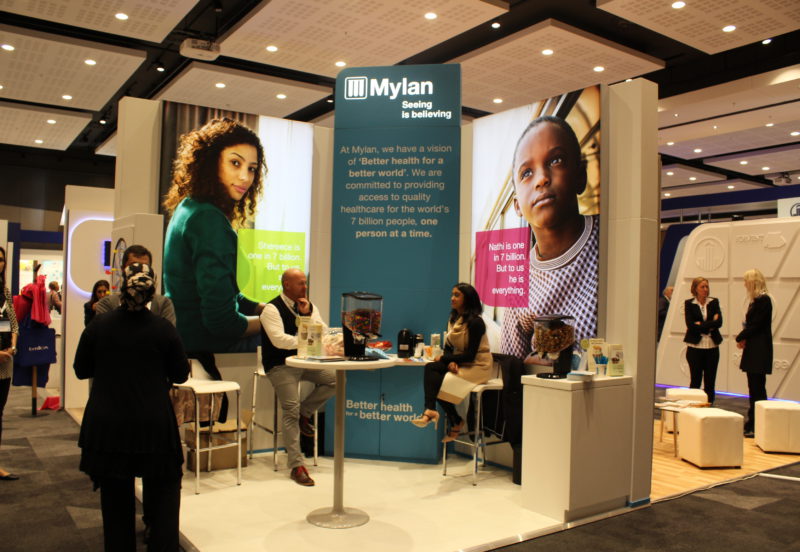 Mylan
Seeing
is believing
At Mylan, we have a vision
of 'Better health for a
better world'. We are
committed to providing
access to quality
healthcare for the world's
7 billion people, one
person at a time.
is
one in 7 billion.
But to us
Nathi is one
in 7 billion.
But to us
he is
everything.
Better health
for a better world